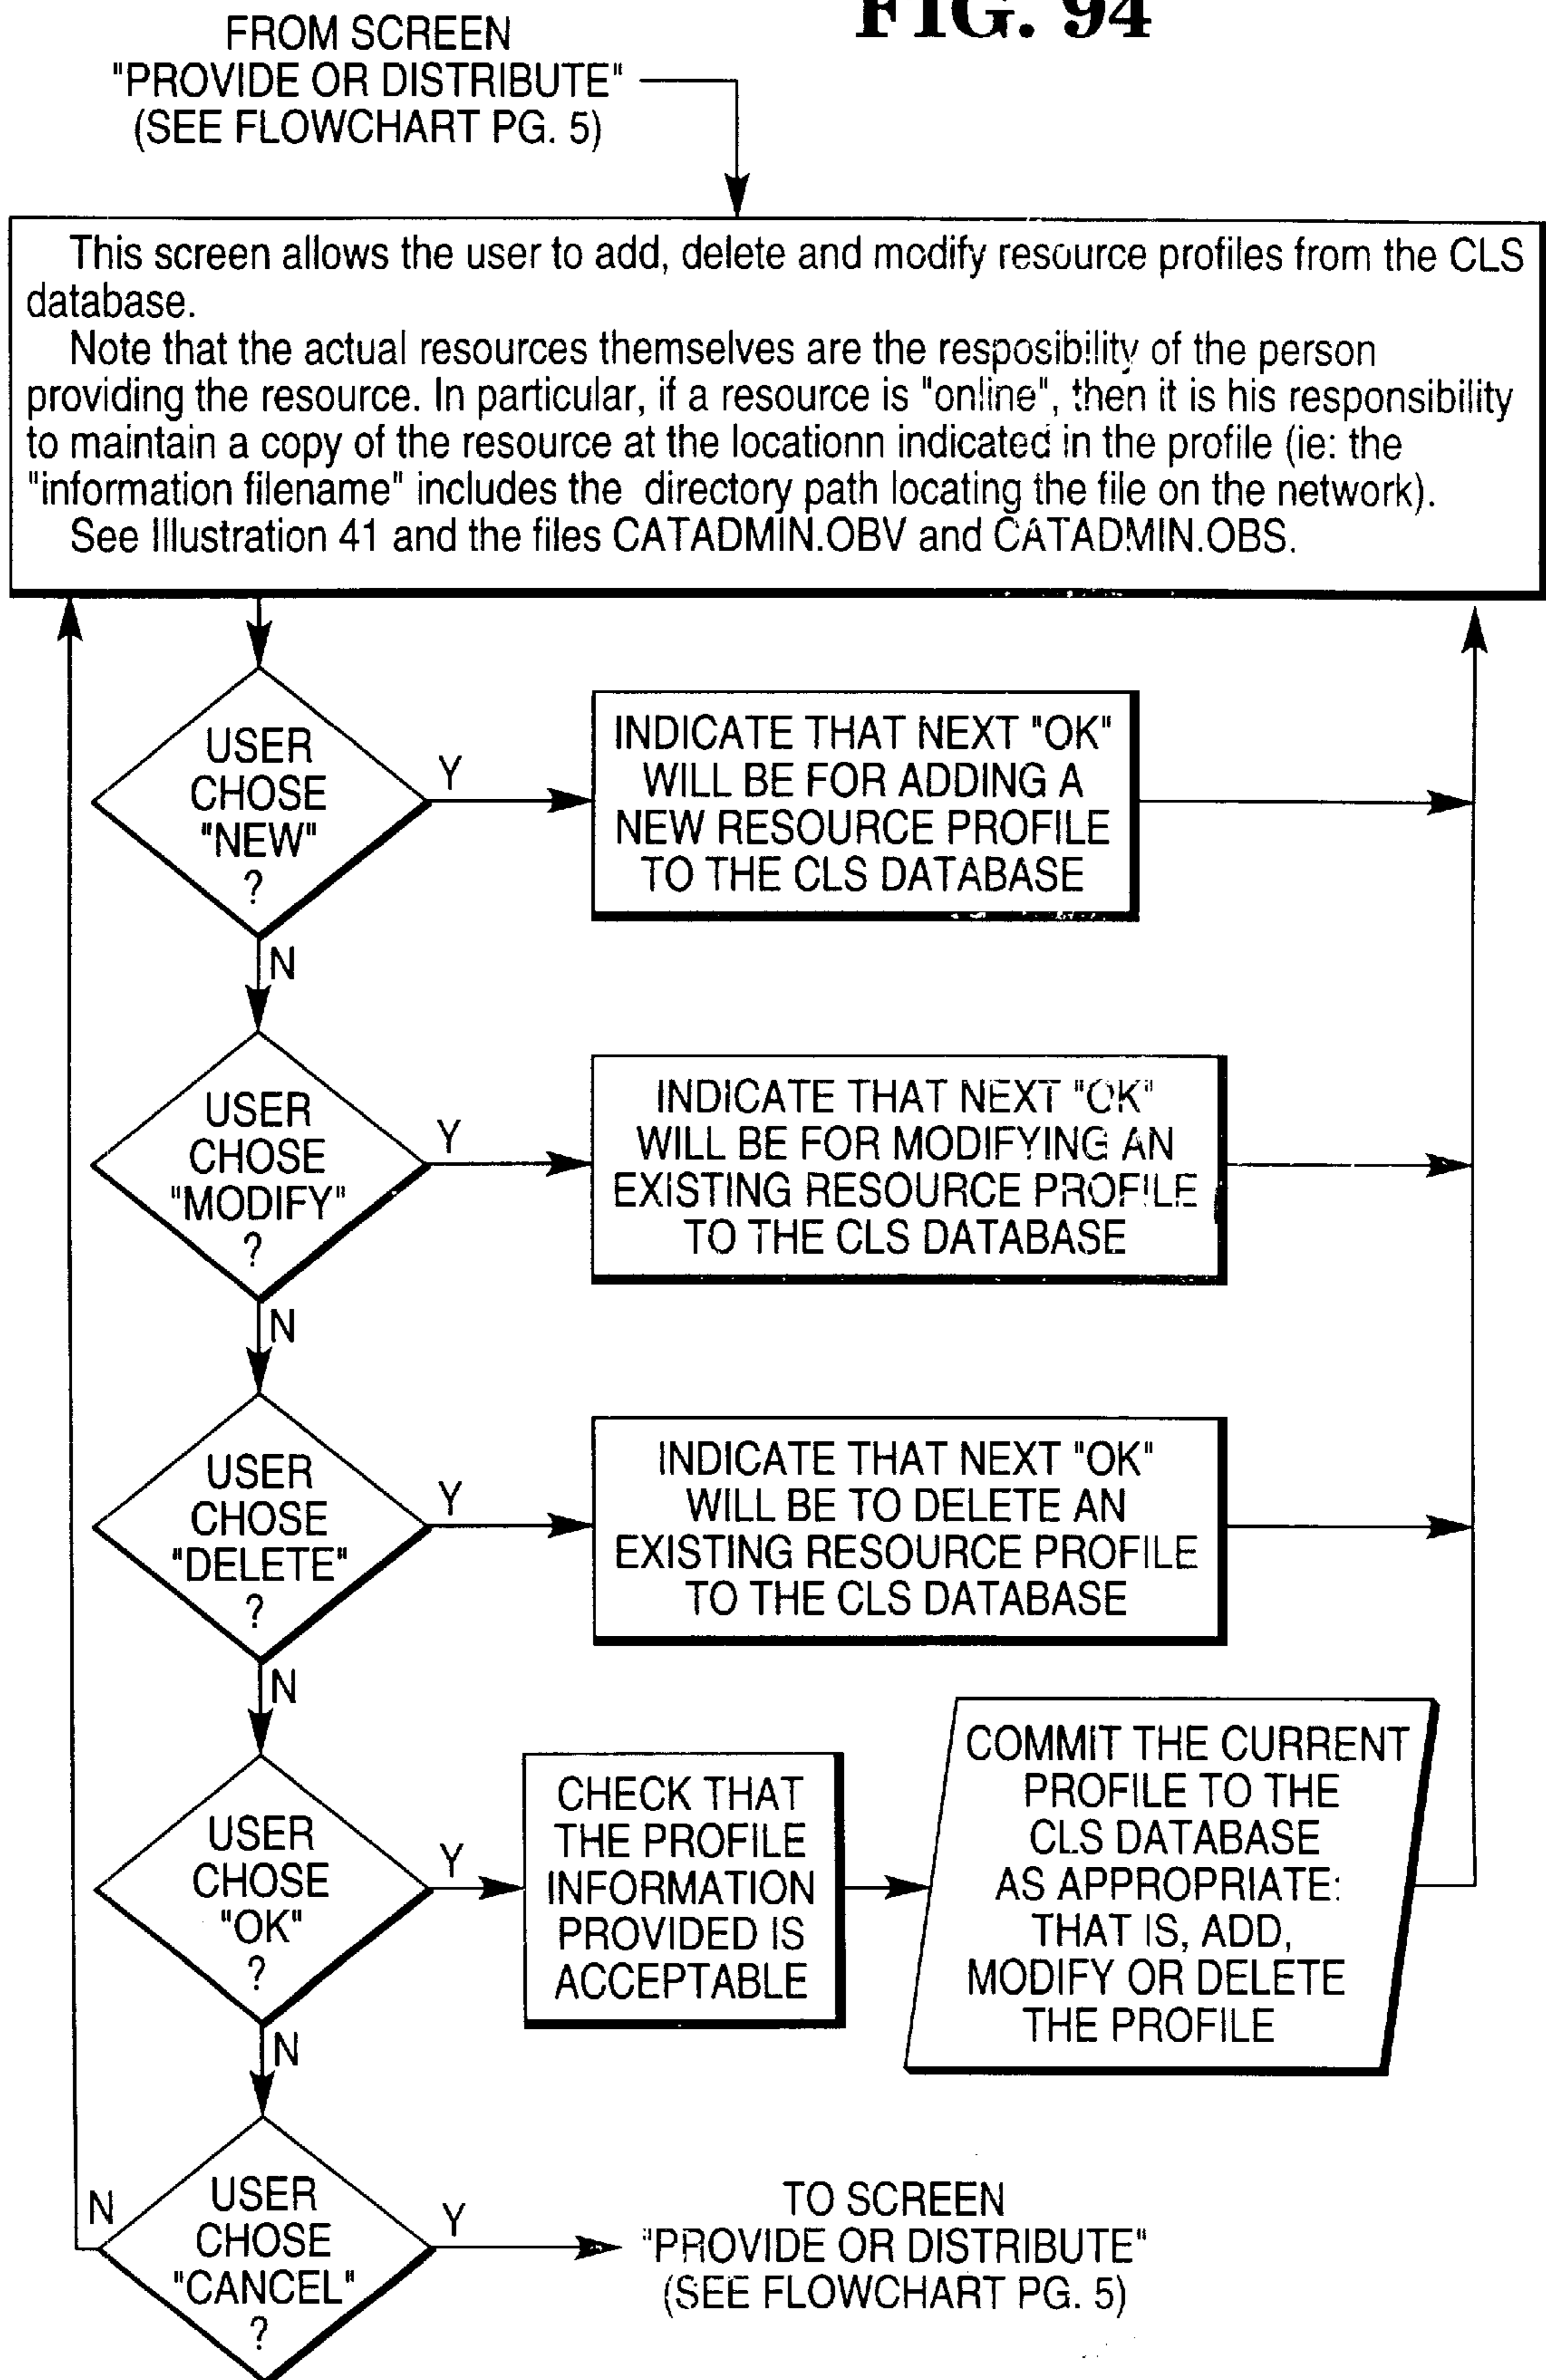 FIG. 94
FROM SCREEN
"PROVIDE OR DISTRIBUTE"
(SEE FLOWCHART PG. 5)
This screen allows the user to add, delete and modify resource profiles from the CLS
database.
Note that the actual resources themselves are the resposibility of the person
providing the resource. In particular, if a resource is "online", then it is his responsibility
to maintain a copy of the resource at the locationn indicated in the profile (ie: the
"information filename" includes the directory path locating the file on the network).
See Illustration 41 and the files CATADMIN.OBV and CATADMIN.OBS.
USER
CHOSE
"NEW"
?
Y
INDICATE THAT NEXT "OK"
WILL BE FOR ADDING A
NEW RESOURCE PROFILE
TO THE CLS DATABASE
N
USER
CHOSE
"MODIFY"
?
Y
INDICATE THAT NEXT "OK"
WILL BE FOR MODIFYING AN
EXISTING RESOURCE PROFILE
TO THE CLS DATABASE
N
USER
CHOSE
"DELETE"
?
Y
INDICATE THAT NEXT "OK"
WILL BE TO DELETE AN
EXISTING RESOURCE PROFILE
TO THE CLS DATABASE
N
USER
CHOSE
"OK"
?
Y
CHECK THAT
THE PROFILE
INFORMATION
PROVIDED IS
ACCEPTABLE
COMMIT THE CURRENT
PROFILE TO THE
CLS DATABASE
AS APPROPRIATE:
THAT IS, ADD,
MODIFY OR DELETE
THE PROFILE
N
N
USER
CHOSE
"CANCEL"
?
Y
TO SCREEN
"PROVIDE OR DISTRIBUTE"
(SEE FLOWCHART PG. 5)